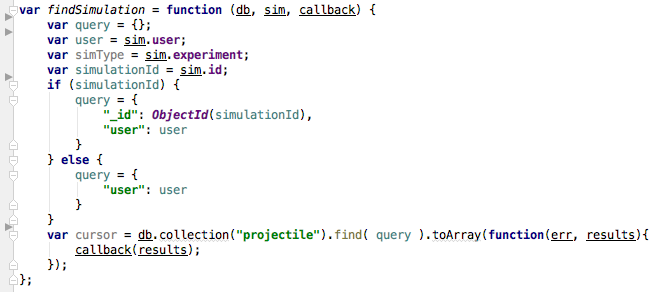 var findSimulation = function (db, sim, callback) {
    var query = {};
    var user = sim.user;
    var simType = sim.experiment;
    var simulationId = sim.id;
    if (simulationId) {
        query = {
            "_id": ObjectId(simulationId),
            "user": user
        }
    } else {
        query = {
            "user": user
        }
    }
    var cursor = db.collection("projectile").find( query ).toArray(function(err, results){
        callback(results);
    });
};